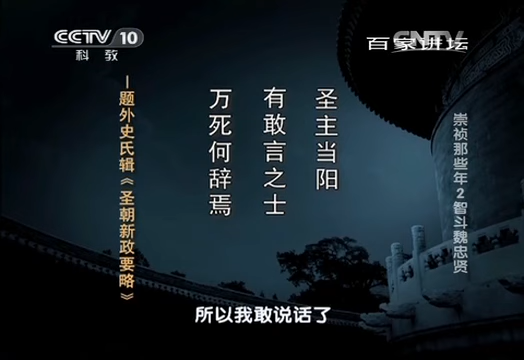 CCTV 10
科教
CNTV
百家讲坛
圣主当阳
有敢言之士
万死何辞焉
—题外史氏辑《圣朝新政要略》
崇祯那些年2智斗魏忠贤
所以我敢说话了